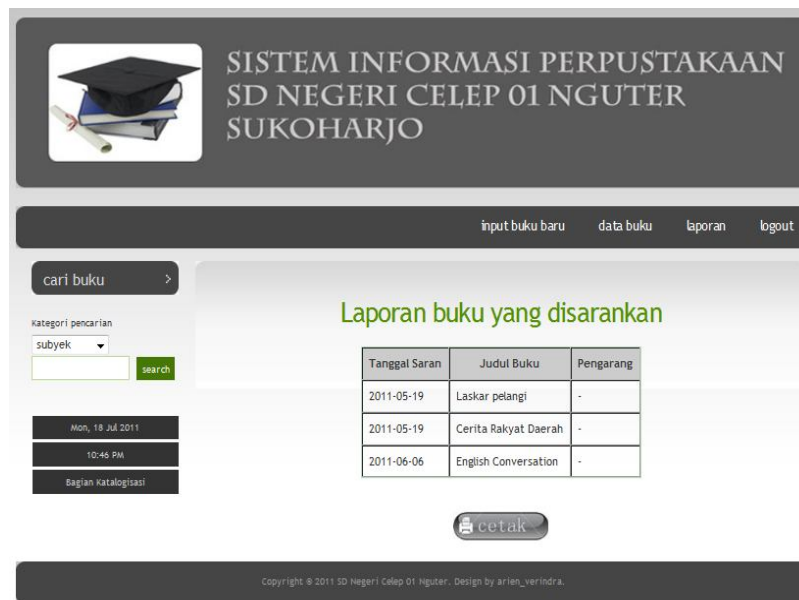 SISTEM INFORMASI PERPUSTAKAAN
SD NEGERI CELEP 01 NGUTER
SUKOHARJO
input buku baru data buku laporan logout
cari buku
Kategori pencarian
subyek
search
Mon, 18 Jul 2011
10:46 PM
Bagian Katalogisasi
Laporan buku yang disarankan
Tanggal Saran Judul Buku Pengarang
2011-05-19 Laskar pelangi -
2011-05-19 Cerita Rakyat Daerah -
2011-06-06 English Conversation -
cetak
Copyright © 2011 SD Negeri Celep 01 Nguter. Design by arien_verindra.